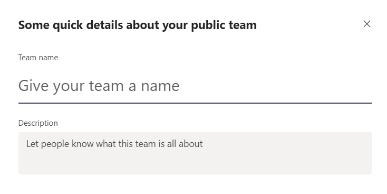 Some quick details about your public team
Team name
Give your team a name
Description
Let people know what this team is all about